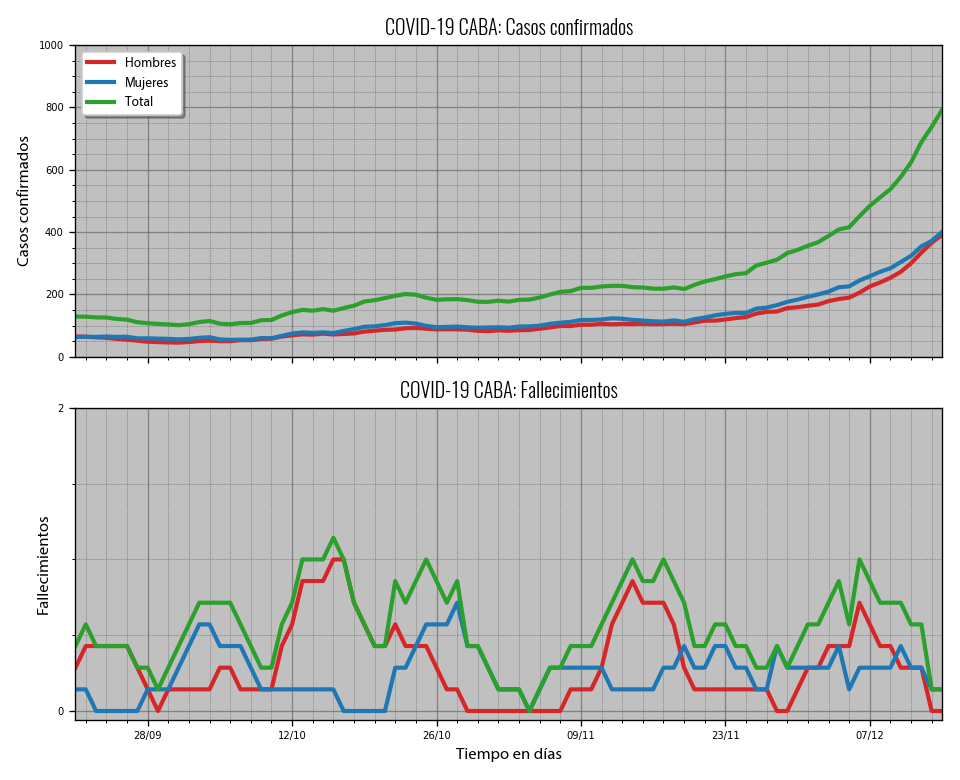 COVID-19 CABA: Casos confirmados
1000
800
600
400
200
0
Casos confirmados
Hombres
Mujeres
Total
COVID-19 CABA: Fallecimientos
2
0
Fallecimientos
28/09 12/10 26/10 09/11 23/11 07/12
Tiempo en días